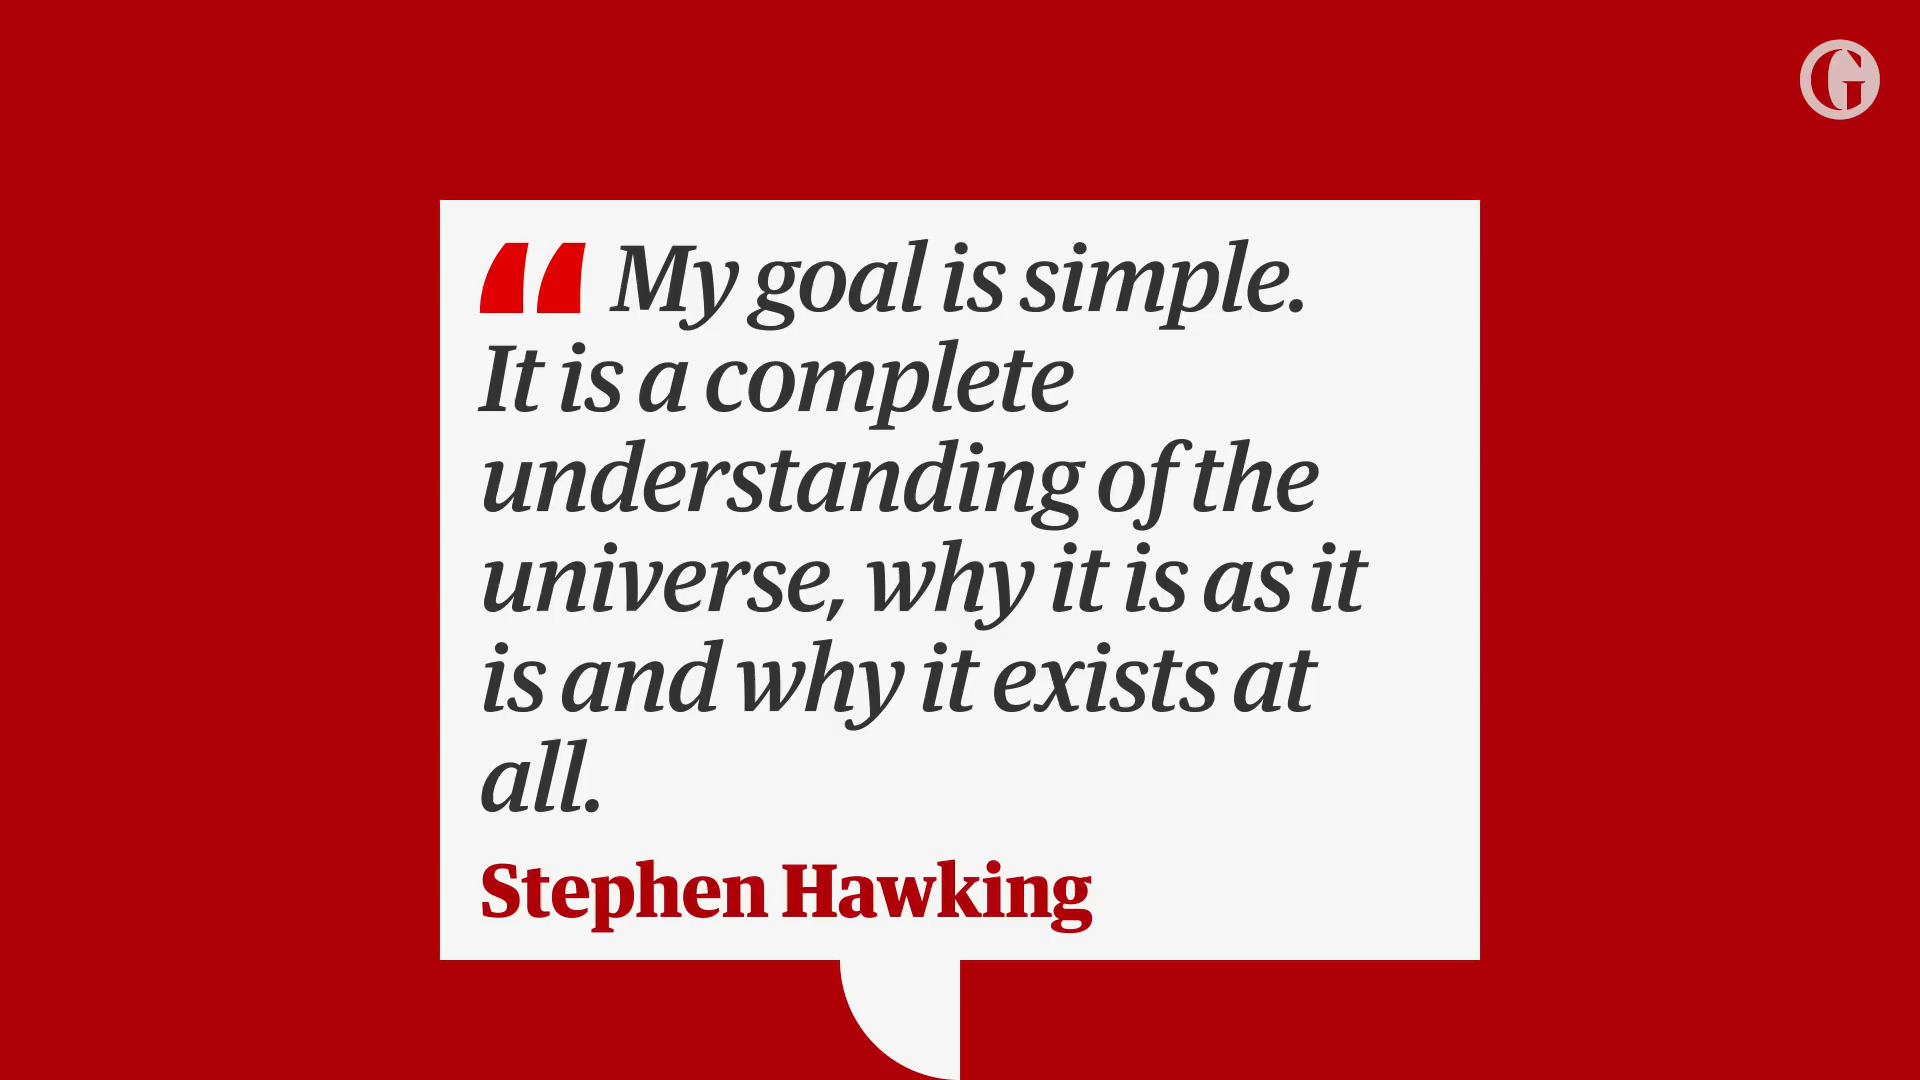 “ My goal is simple.
It is a complete
understanding of the
universe, why it is as it
is and why it exists at
all.
Stephen Hawking
G